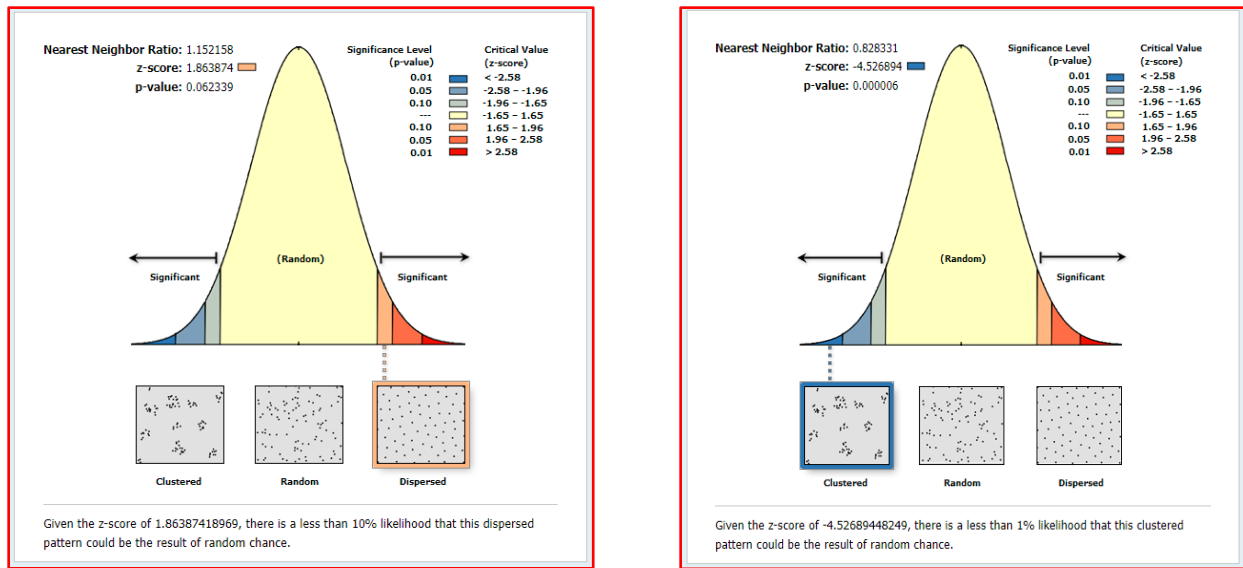 Nearest Neighbor Ratio: 1.152158
z-score: 1.863874
p-value: 0.062339
Significance Level
(p-value)
Critical Value
(z-score)
0.01 < -2.58
0.05 -2.58 – -1.96
0.10 -1.96 – -1.65
--- -1.65 – 1.65
0.10 1.65 – 1.96
0.05 1.96 – 2.58
0.01 > 2.58
(Random)
Significant
Significant
Clustered
Random
Dispersed
Given the z-score of 1.86387418969, there is a less than 10% likelihood that this dispersed
pattern could be the result of random chance.
Nearest Neighbor Ratio: 0.828331
z-score: -4.526894
p-value: 0.000006
Significance Level
(p-value)
Critical Value
(z-score)
0.01 < -2.58
0.05 -2.58 – -1.96
0.10 -1.96 – -1.65
--- -1.65 – 1.65
0.10 1.65 – 1.96
0.05 1.96 – 2.58
0.01 > 2.58
(Random)
Significant
Significant
Clustered
Random
Dispersed
Given the z-score of -4.52689448249, there is a less than 1% likelihood that this clustered
pattern could be the result of random chance.